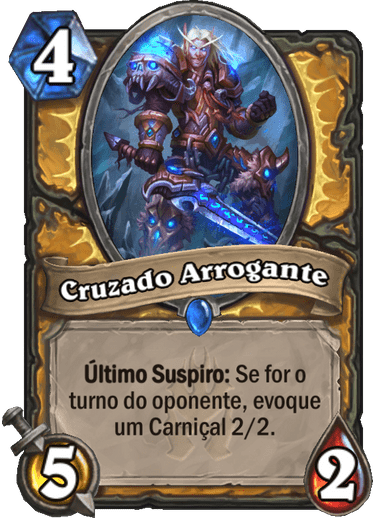 4
Cruzado Arrogante
Último Suspiro: Se for o
turno do oponente, evoque
um Carniçal 2/2.
5
2